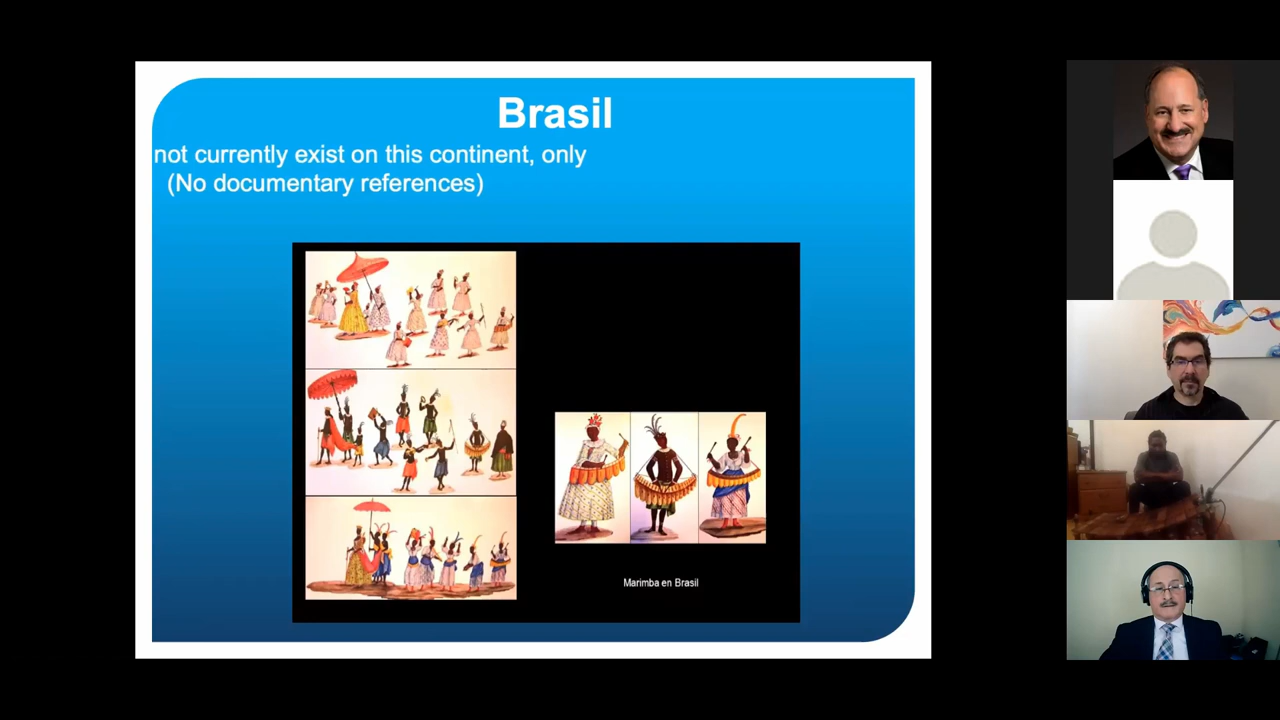 Brasil
not currently exist on this continent, only
(No documentary references)
Marimba en Brasil